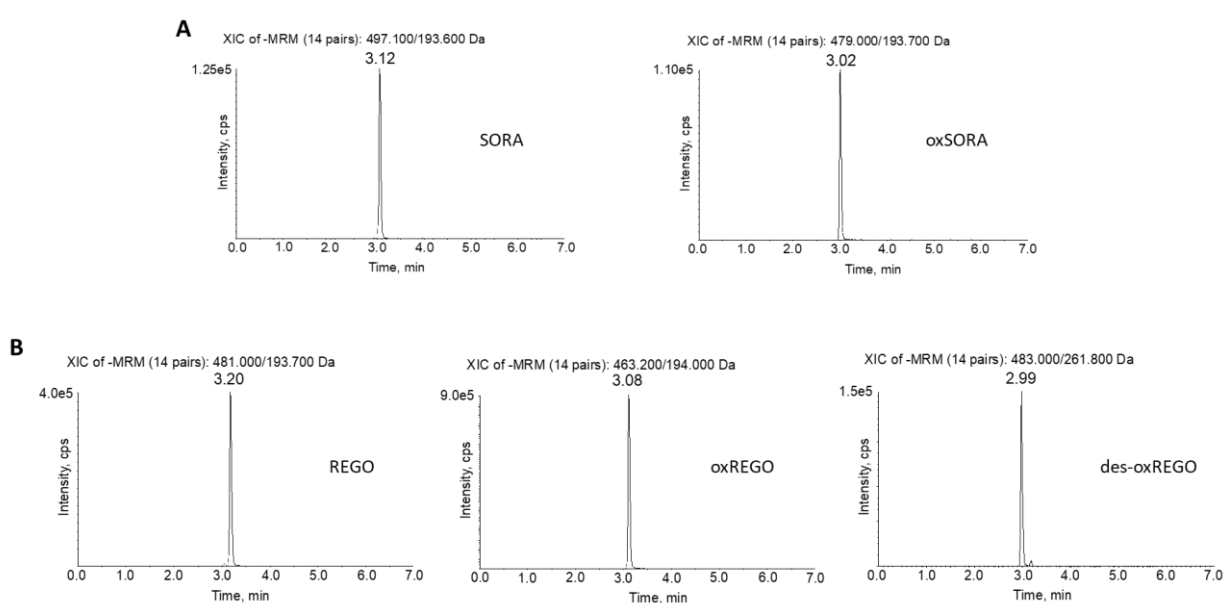 A
XIC of -MRM (14 pairs): 497.100/193.600 Da
3.12
1.25e5
Intensity, cps
SORA
0.0 1.0 2.0 3.0 4.0 5.0 6.0 7.0
Time, min
XIC of -MRM (14 pairs): 479.000/193.700 Da
3.02
1.10e5
Intensity, cps
oxSORA
0.0 1.0 2.0 3.0 4.0 5.0 6.0 7.0
Time, min
B
XIC of -MRM (14 pairs): 481.000/193.700 Da
3.20
4.0e5
Intensity, cps
REGO
0.0 1.0 2.0 3.0 4.0 5.0 6.0 7.0
Time, min
XIC of -MRM (14 pairs): 463.200/194.000 Da
3.08
9.0e5
Intensity, cps
oxREGO
0.0 1.0 2.0 3.0 4.0 5.0 6.0 7.0
Time, min
XIC of -MRM (14 pairs): 483.000/261.800 Da
2.99
1.5e5
Intensity, cps
des-oxREGO
0.0 1.0 2.0 3.0 4.0 5.0 6.0 7.0
Time, min